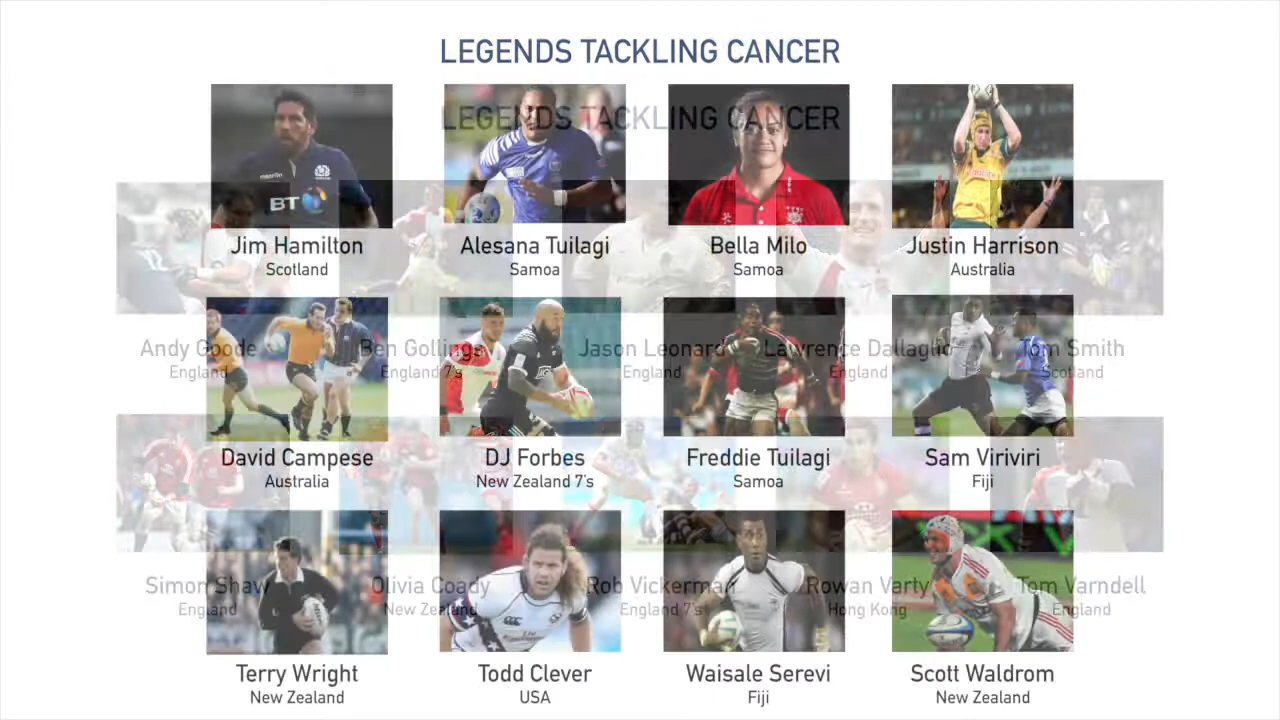 LEGENDS TACKLING CANCER
LEGENDS TACKLING CANCER
BT
Jim Hamilton
Scotland
Alesana Tuilagi
Samoa
Bella Milo
Samoa
Justin Harrison
Australia
Andy Goode
England
Ben Gollings
England 7's
Jason Leonard
England
Lawrence Dallaglio
England
Tom Smith
Scotland
David Campese
Australia
DJ Forbes
New Zealand 7's
Freddie Tuilagi
Samoa
Sam Viriviri
Fiji
Simon Shaw
England
Olivia Coady
New Zealand
Rob Vickerman
England 7's
Rowan Varty
Hong Kong
Tom Varndell
England
Terry Wright
New Zealand
Todd Clever
USA
Waisale Serevi
Fiji
Scott Waldrom
New Zealand